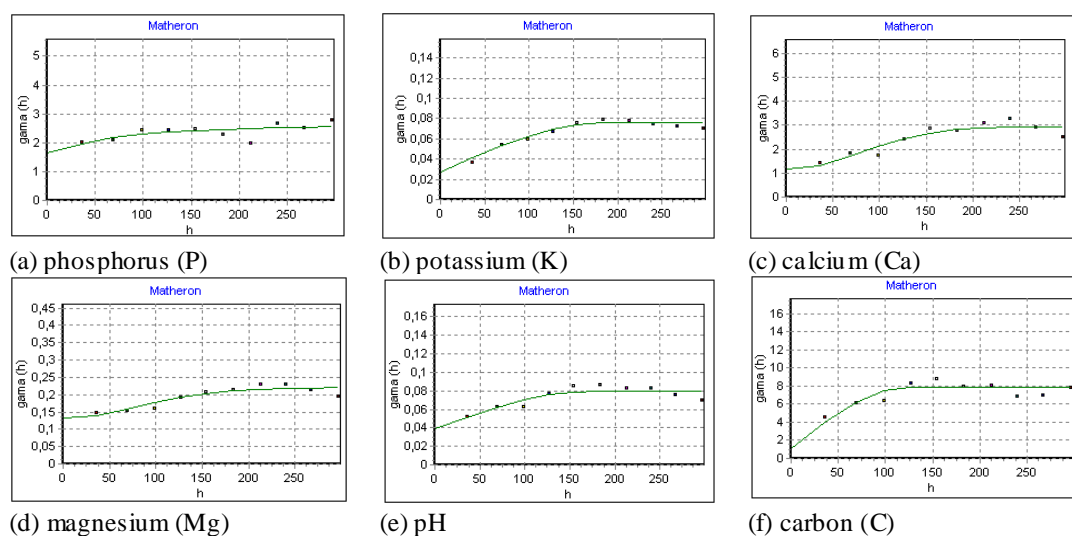 Matheron
gama (h)
5
4
3
2
1
0
0 50 100 150 200 250
h
(a) phosphorus (P)
Matheron
gama (h)
0,14
0,12
0,1
0,08
0,06
0,04
0,02
0
0 50 100 150 200 250
h
(b) potassium (K)
Matheron
gama (h)
6
5
4
3
2
1
0
0 50 100 150 200 250
h
(c) calcium (Ca)
Matheron
gama (h)
0,45
0,4
0,35
0,3
0,25
0,2
0,15
0,1
0,05
0
0 50 100 150 200 250
h
(d) magnesium (Mg)
Matheron
gama (h)
0,16
0,14
0,12
0,1
0,08
0,06
0,04
0,02
0
0 50 100 150 200 250
h
(e) pH
Matheron
gama (h)
16
14
12
10
8
6
4
2
0
0 50 100 150 200 250
h
(f) carbon (C)